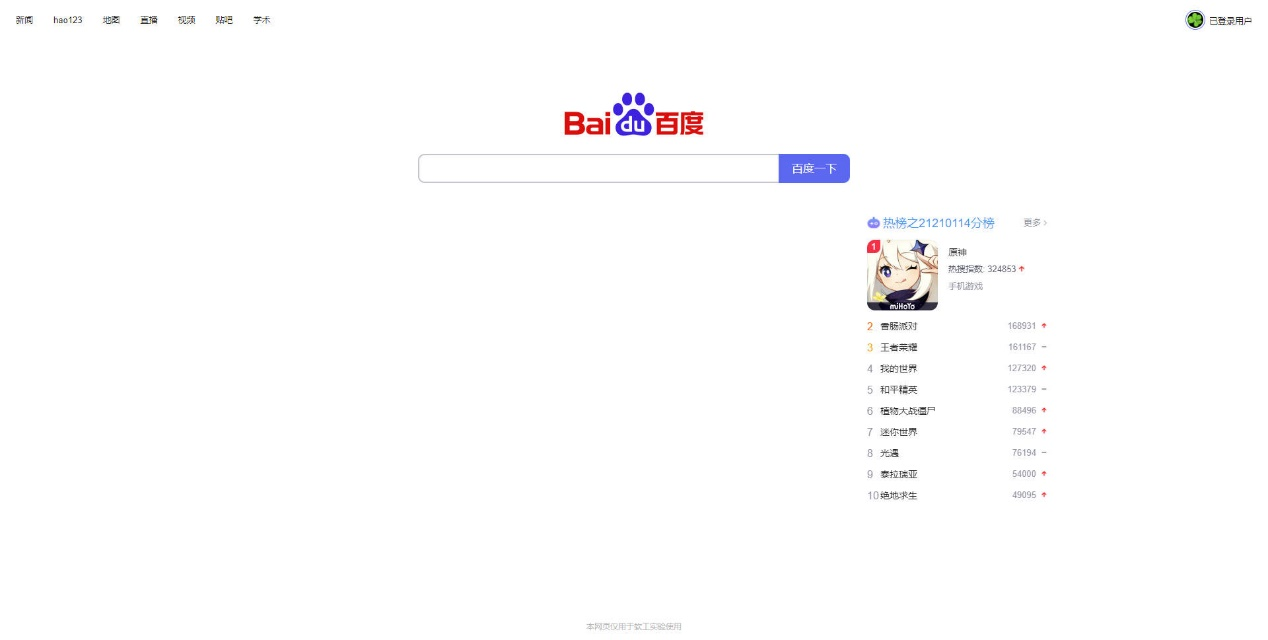 新闻 hao123 地图 直播 视频 贴吧 学术 已登录用户
Baidu百度
百度一下
热榜之21210114分榜 更多 >
1
miHoYo
原神
热搜指数: 324853 ↑
手机游戏
2 香肠派对 168931 ↑
3 王者荣耀 161167 -
4 我的世界 127320 ↑
5 和平精英 123379 -
6 植物大战僵尸 88496 ↑
7 迷你世界 79547 ↑
8 光遇 76194 -
9 泰拉瑞亚 54000 ↑
10 绝地求生 49095 ↑
本网页仅用于软工实验使用